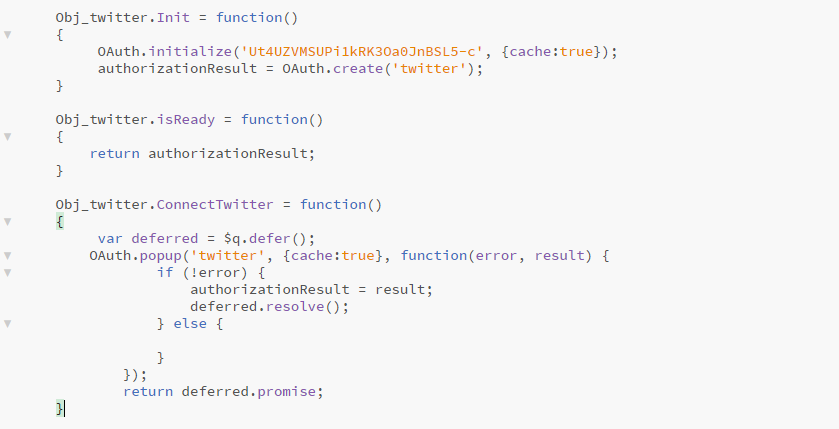 Obj_twitter.Init = function()
{
OAuth.initialize('Ut4UZVMSUPi1kRK3Oa0JnBSL5-c', {cache:true});
authorizationResult = OAuth.create('twitter');
}
Obj_twitter.isReady = function()
{
return authorizationResult;
}
Obj_twitter.ConnectTwitter = function()
{
var deferred = $q.defer();
OAuth.popup('twitter', {cache:true}, function(error, result) {
if (!error) {
authorizationResult = result;
deferred.resolve();
} else {
}
});
return deferred.promise;
}